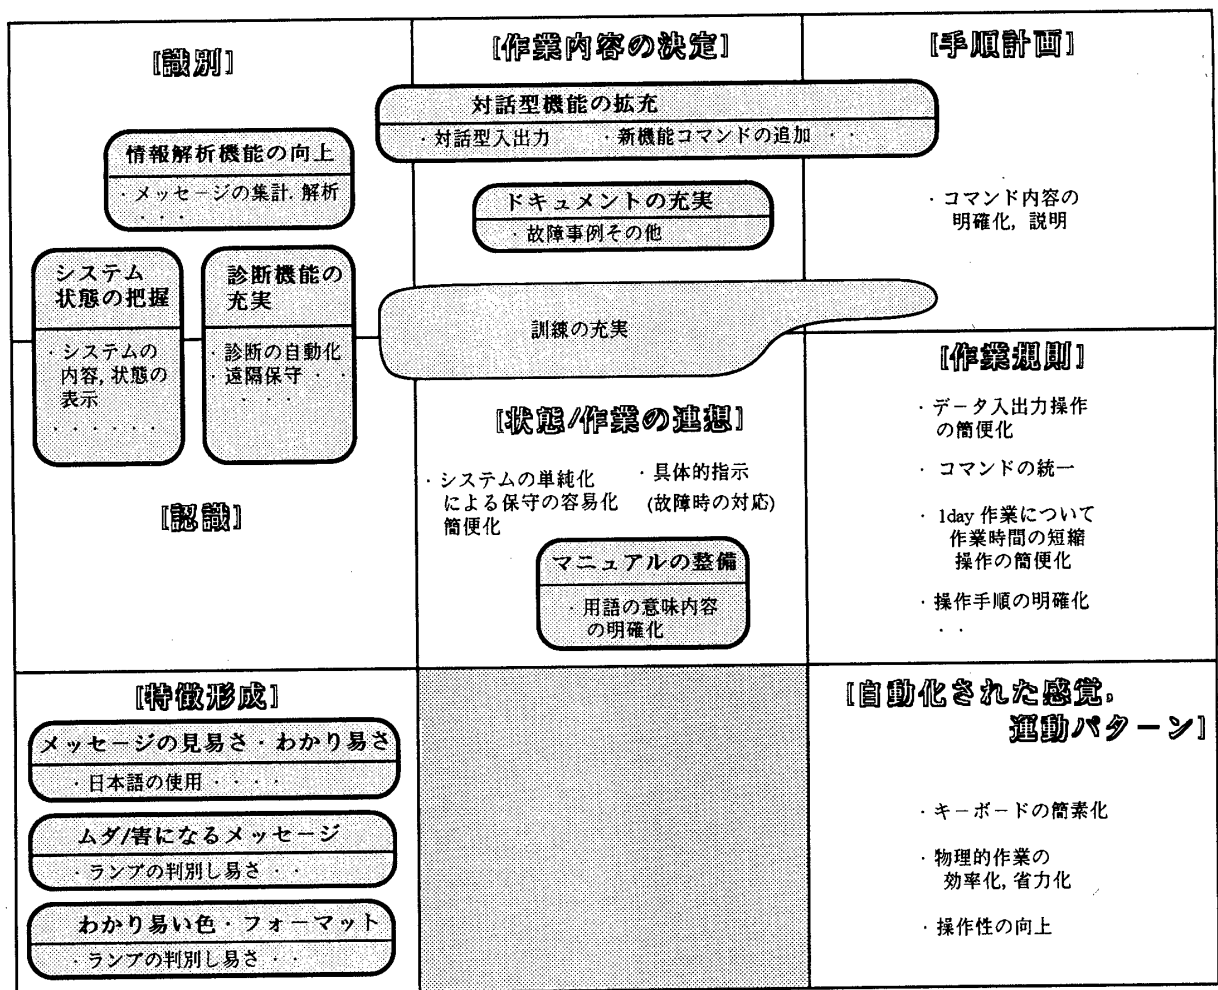 [識別]
情報解析機能の向上
・メッセージの集計, 解析
・・・
システム
状態の把握
・システムの
内容, 状態の
表示
・・・・・・
診断機能の
充実
・診断の自動化
・遠隔保守・・
・・・
[認識]
[作業内容の決定]
対話型機能の拡充
・対話型入出力 ・新機能コマンドの追加・・
ドキュメントの充実
・故障事例その他
訓練の充実
[手順計画]
・コマンド内容の
明確化, 説明
[状態/作業の連想]
・システムの単純化
による保守の容易化
簡便化
・具体的指示
(故障時の対応)
マニュアルの整備
・用語の意味内容
の明確化
[作業規則]
・データ入出力操作
の簡便化
・コマンドの統一
・1day 作業について
作業時間の短縮
操作の簡便化
・操作手順の明確化
・・
[特徴形成]
メッセージの見易さ・わかり易さ
・日本語の使用・・・・
ムダ/害になるメッセージ
・ランプの判別し易さ・・
わかり易い色・フォーマット
・ランプの判別し易さ・・
[自動化された感覚,
運動パターン]
・キーボードの簡素化
・物理的作業の
効率化, 省力化
・操作性の向上